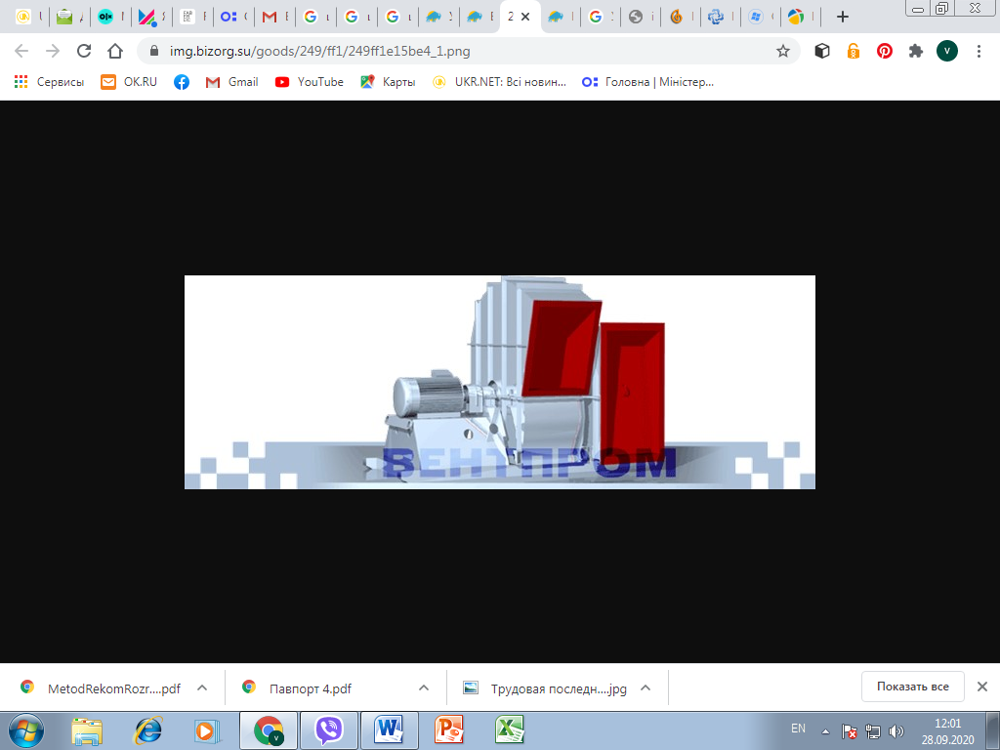 img.bizorg.su/goods/249/ff1/249ff1e15be4_1.png
V
Сервисы
OK.RU
Gmail
YouTube
Карты
UKR.NET: Всі новин...
Головна | Міністер...
ВЕНТПРОМ
MetodRekomRozr....pdf
Павпорт 4.pdf
Трудовая последн....jpg
Показать все
EN
12:01
28.09.2020